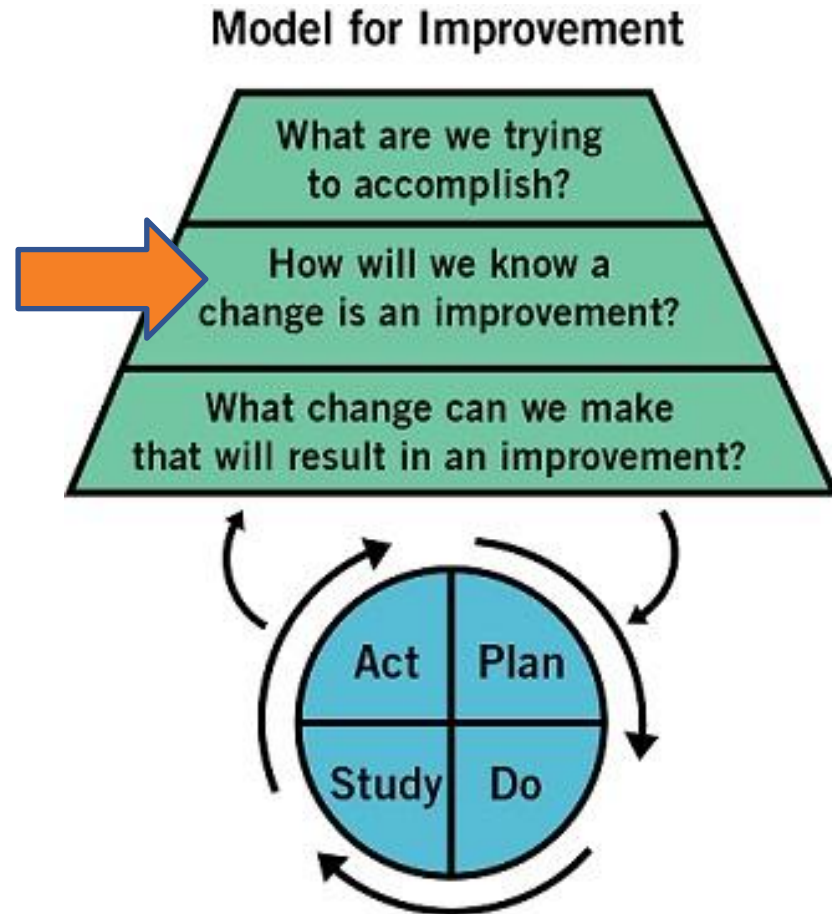 Model for Improvement
What are we trying
to accomplish?
How will we know a
change is an improvement?
What change can we make
that will result in an improvement?
Act
Plan
Study
Do